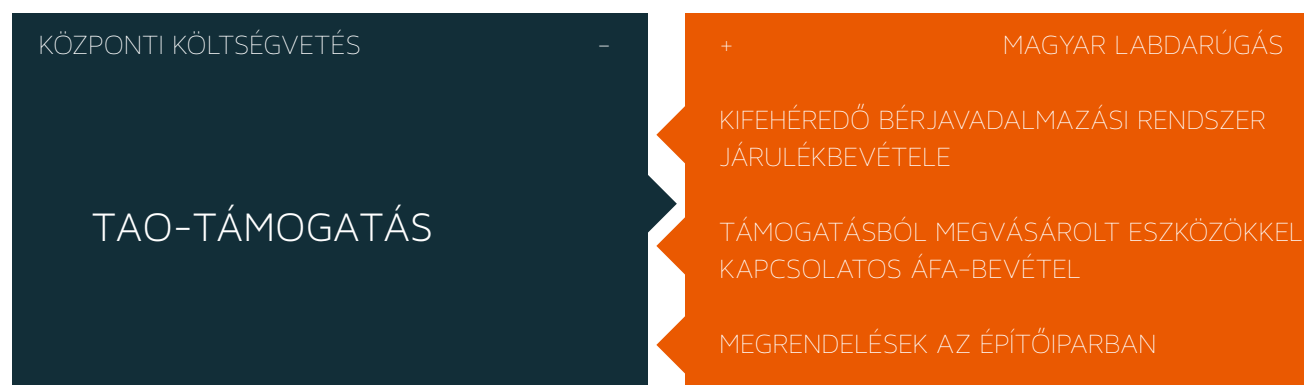 KÖZPONTI KÖLTSÉGVETÉS –
TAO-TÁMOGATÁS
+ MAGYAR LABDARÚGÁS
KIFEHÉREDŐ BÉRJAVADALMAZÁSI RENDSZER
JÁRULÉKBEVÉTELE
TÁMOGATÁSBÓL MEGVÁSÁROLT ESZKÖZÖKKEL
KAPCSOLATOS ÁFA-BEVÉTEL
MEGRENDELÉSEK AZ ÉPÍTŐIPARBAN